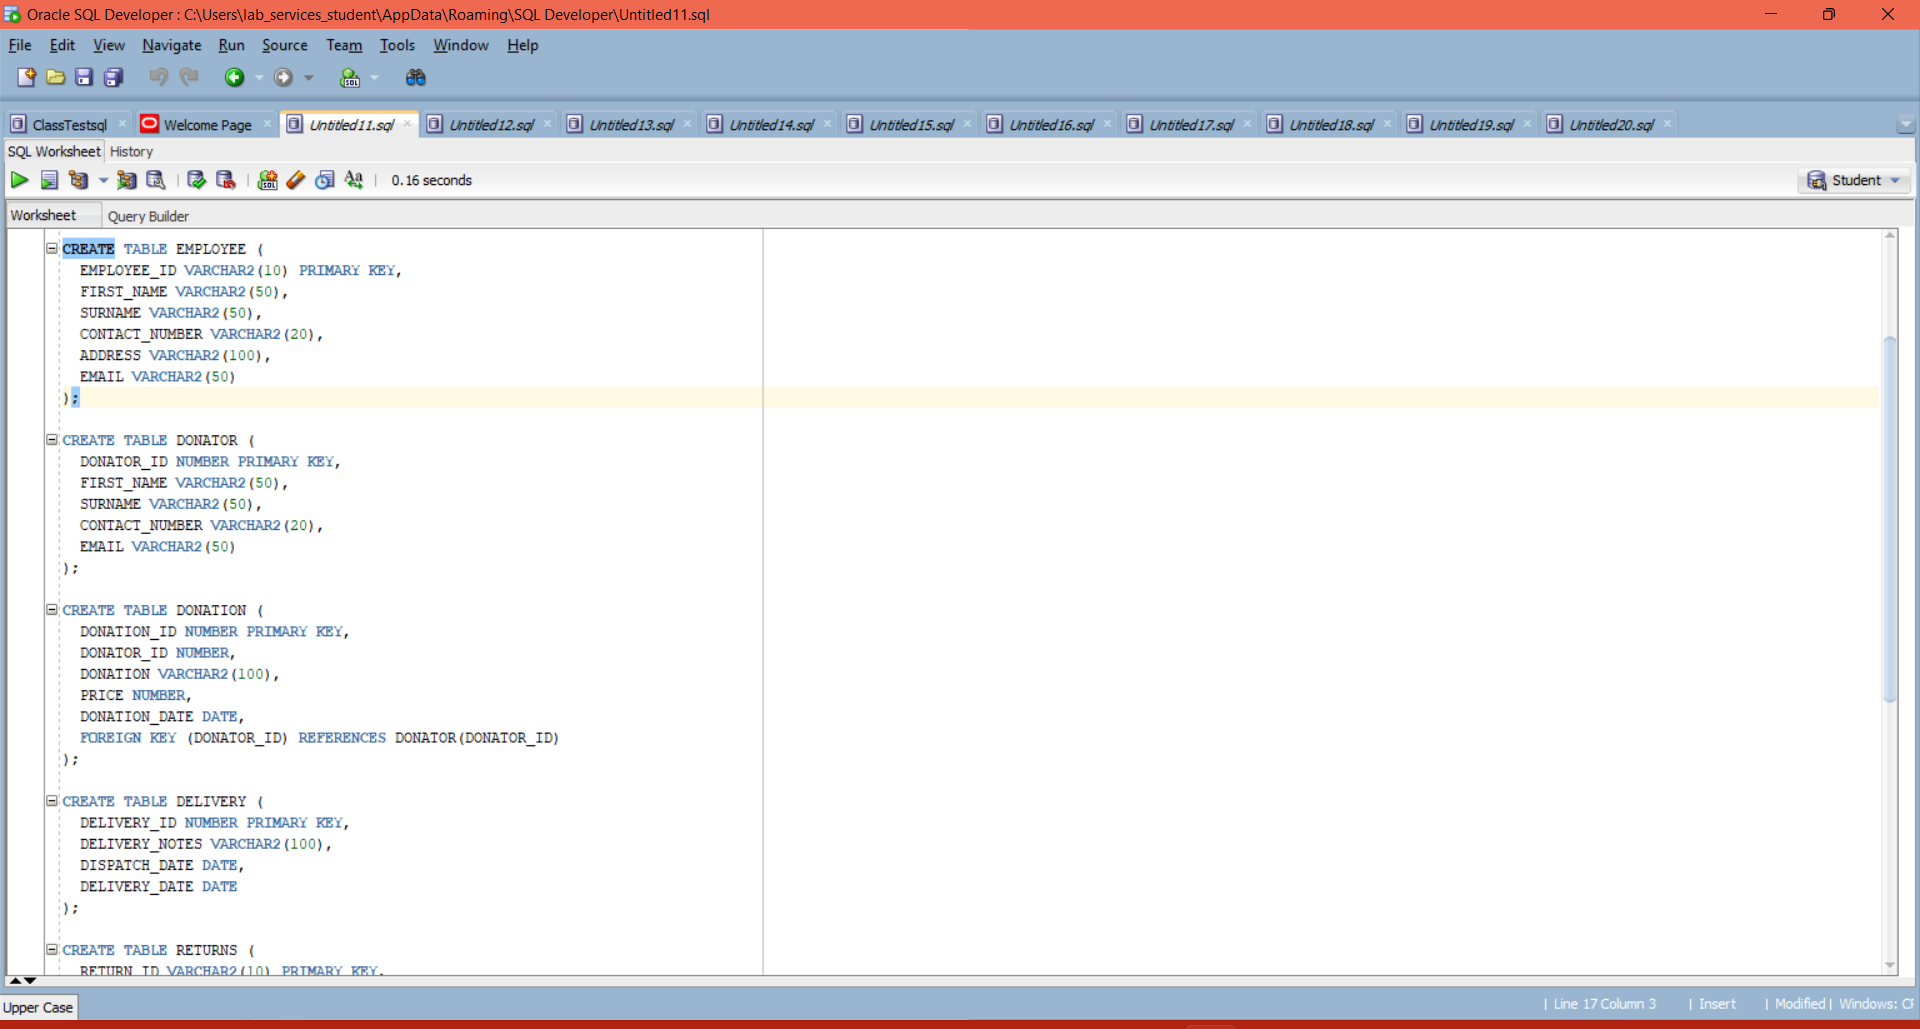 Oracle SQL Developer : C:\Users\lab_services_student\AppData\Roaming\SQL Developer\Untitled11.sql
File Edit View Navigate Run Source Team Tools Window Help
ClassTestsql Welcome Page Untitled11.sql Untitled12.sql Untitled13.sql Untitled14.sql Untitled15.sql Untitled16.sql Untitled17.sql Untitled18.sql Untitled19.sql Untitled20.sql
SQL Worksheet History
0.16 seconds Student
Worksheet Query Builder
CREATE TABLE EMPLOYEE (
EMPLOYEE_ID VARCHAR2(10) PRIMARY KEY,
FIRST_NAME VARCHAR2(50),
SURNAME VARCHAR2(50),
CONTACT_NUMBER VARCHAR2(20),
ADDRESS VARCHAR2(100),
EMAIL VARCHAR2(50)
);
CREATE TABLE DONATOR (
DONATOR_ID NUMBER PRIMARY KEY,
FIRST_NAME VARCHAR2(50),
SURNAME VARCHAR2(50),
CONTACT_NUMBER VARCHAR2(20),
EMAIL VARCHAR2(50)
);
CREATE TABLE DONATION (
DONATION_ID NUMBER PRIMARY KEY,
DONATOR_ID NUMBER,
DONATION VARCHAR2(100),
PRICE NUMBER,
DONATION_DATE DATE,
FOREIGN KEY (DONATOR_ID) REFERENCES DONATOR(DONATOR_ID)
);
CREATE TABLE DELIVERY (
DELIVERY_ID NUMBER PRIMARY KEY,
DELIVERY_NOTES VARCHAR2(100),
DISPATCH_DATE DATE,
DELIVERY_DATE DATE
);
CREATE TABLE RETURNS (
RETURN_ID VARCHAR2(10) PRIMARY KEY,
Upper Case | Line 17 Column 3 | Insert | Modified | Windows: CF